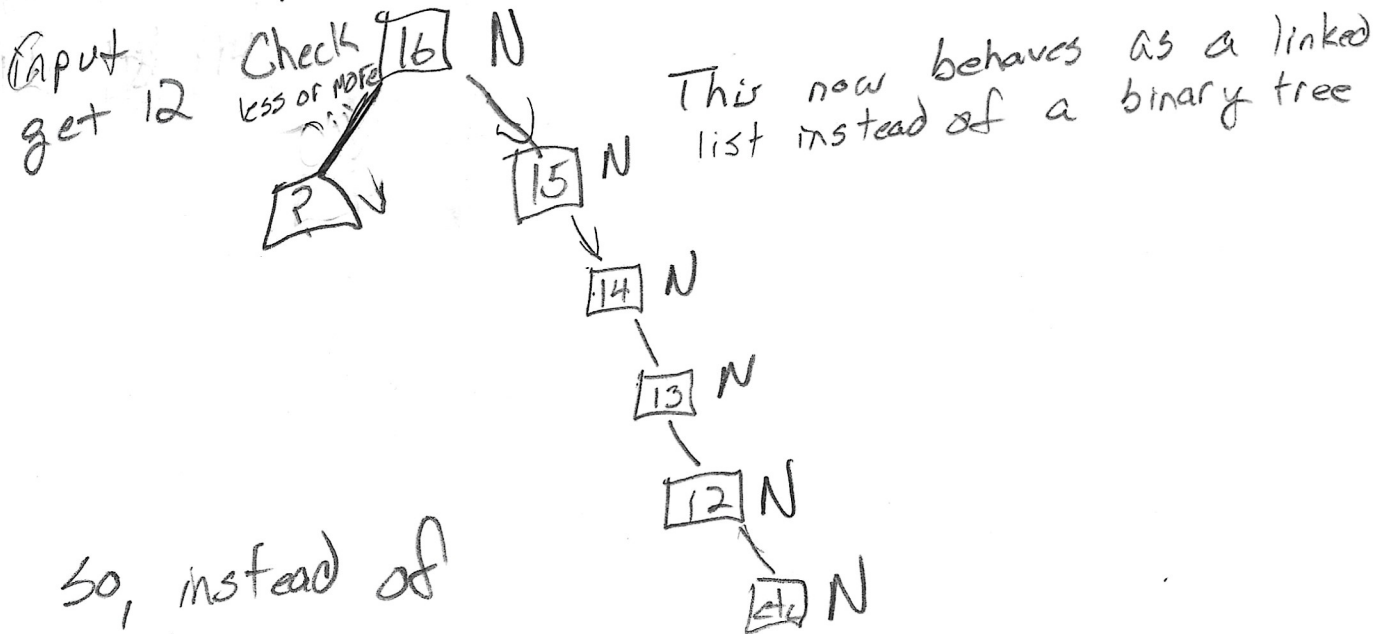 input
get 12
Check
less or more
16 N
This now behaves as a linked
list instead of a binary tree
?
15 N
14 N
13 N
12 N
etc N
So, instead of